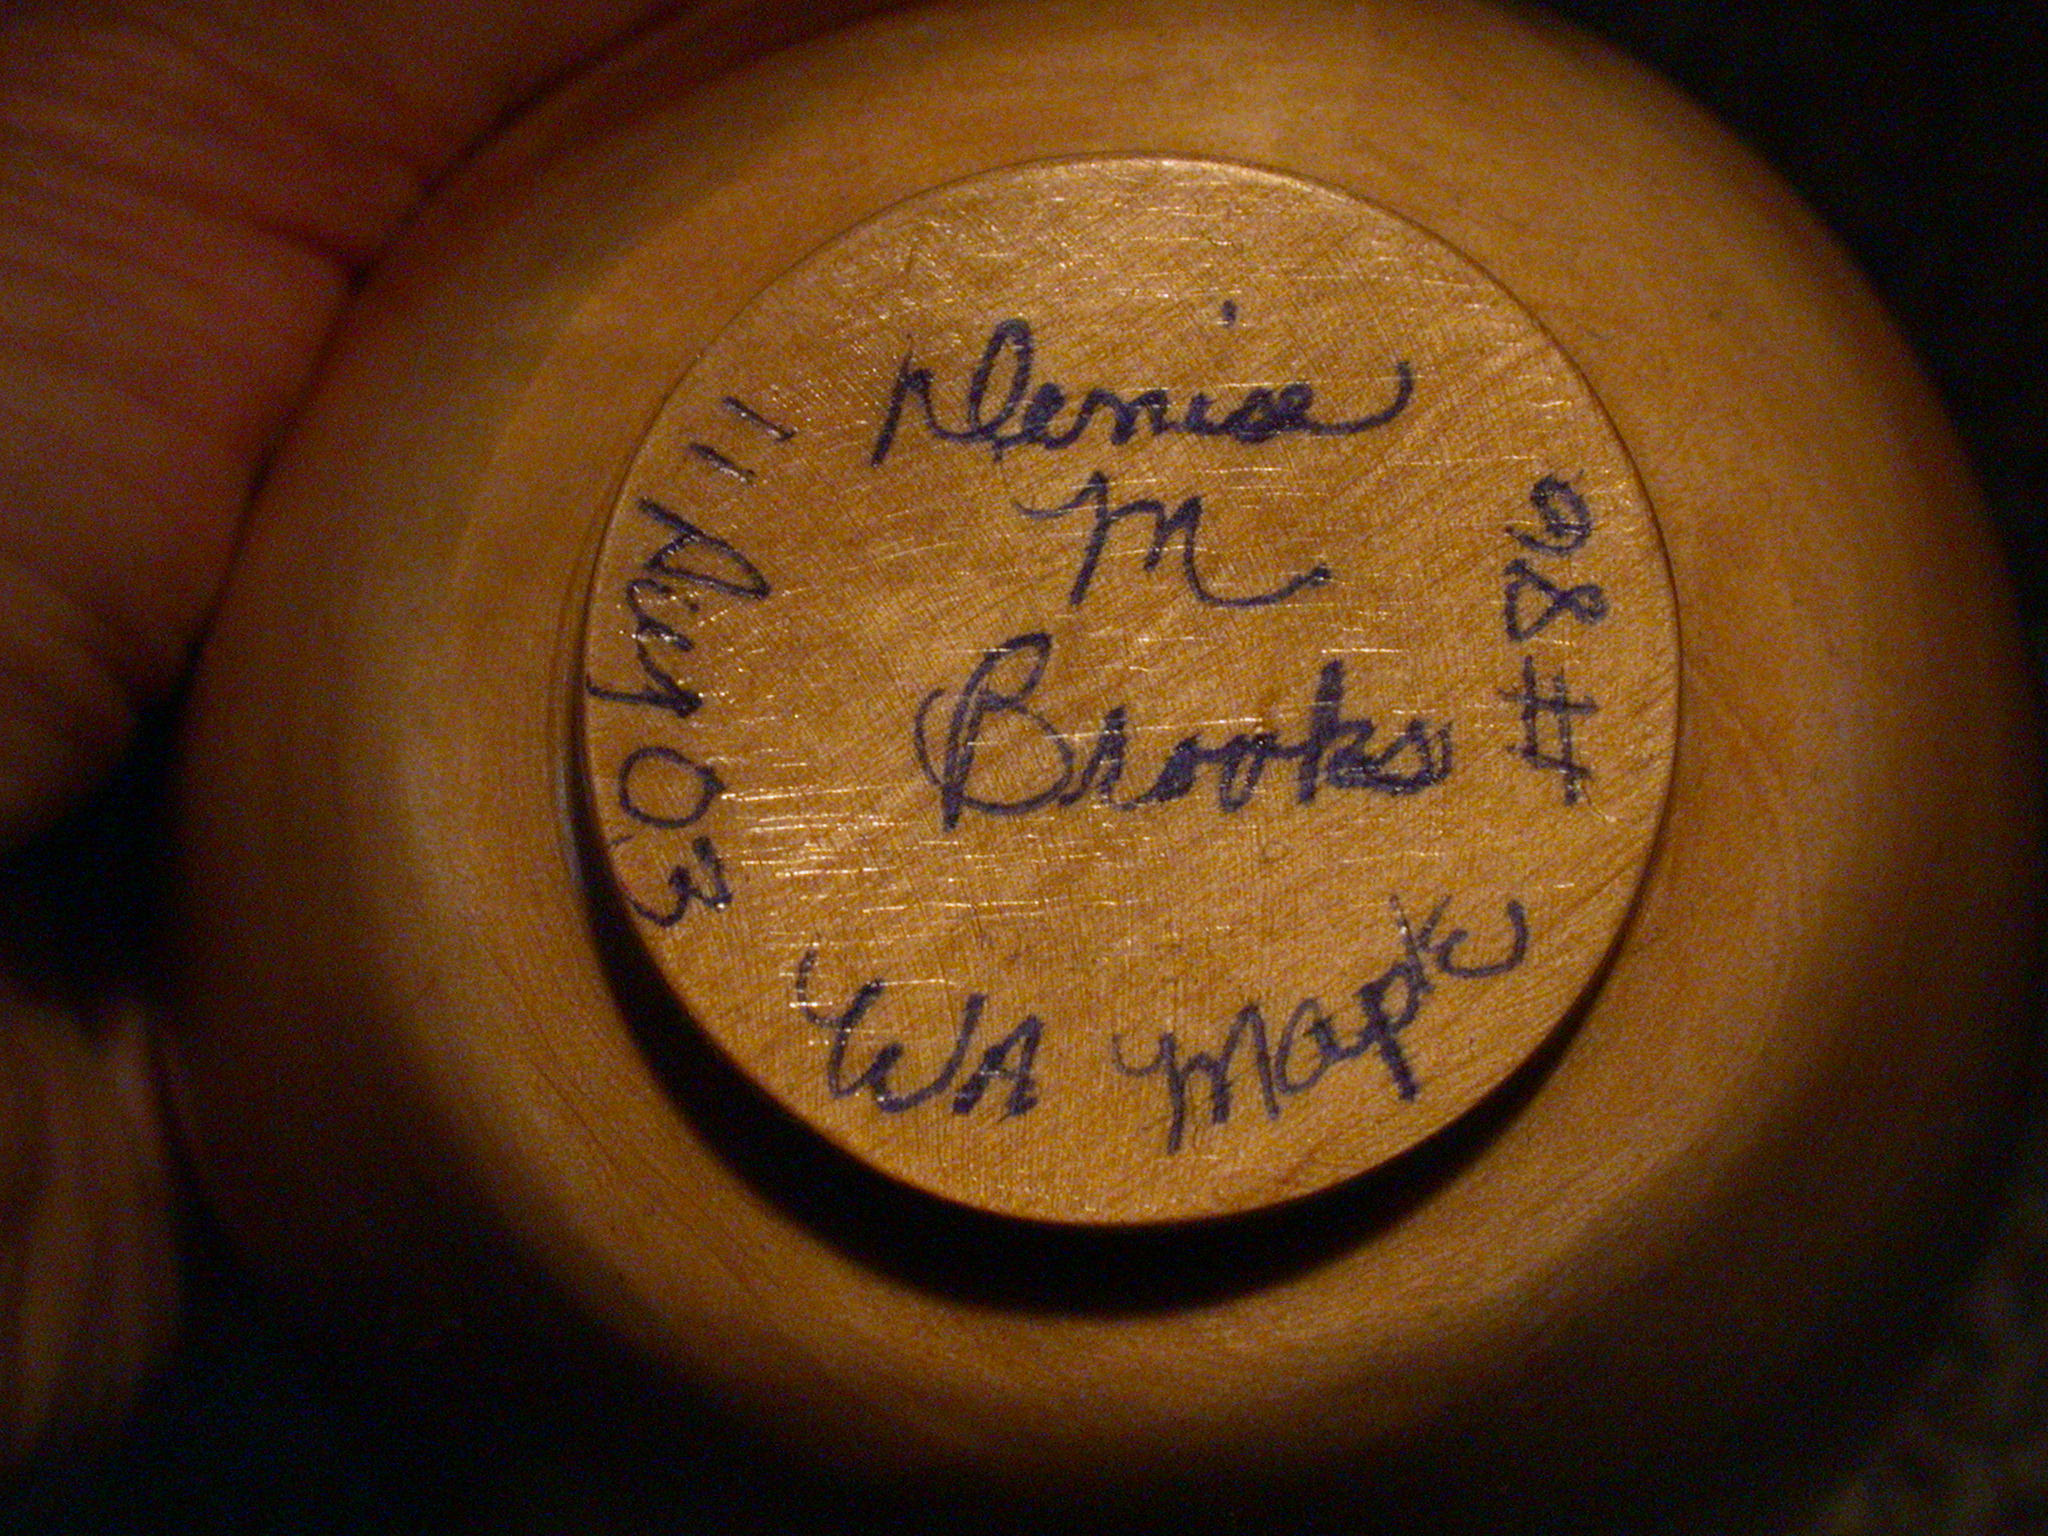 Denise
M
Brooks
WA Maple
11 Aug 03
#86